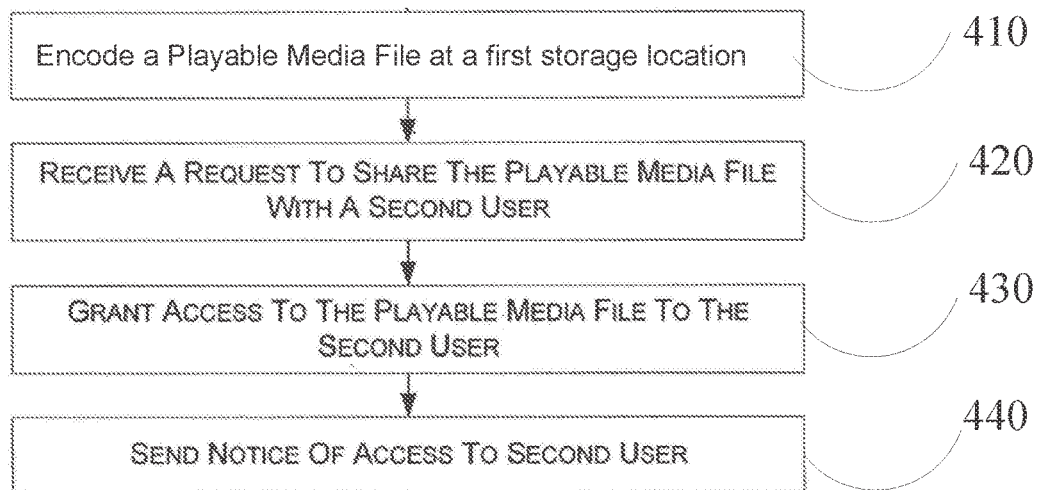 Encode a Playable Media File at a first storage location
410
RECEIVE A REQUEST TO SHARE THE PLAYABLE MEDIA FILE
WITH A SECOND USER
420
GRANT ACCESS TO THE PLAYABLE MEDIA FILE TO THE
SECOND USER
430
SEND NOTICE OF ACCESS TO SECOND USER
440